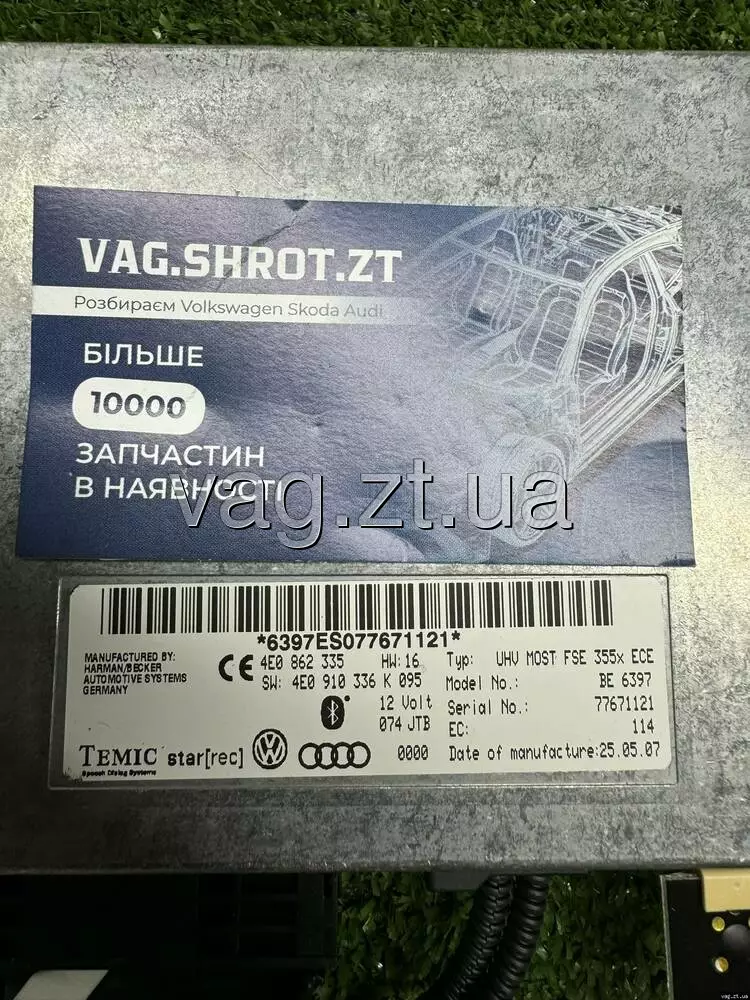 VAG.SHROT.ZT
Розбираєм Volkswagen Skoda Audi
БІЛЬШЕ
10000
ЗАПЧАСТИН
В НАЯВНОСТІ
vag.zt.ua
*6397ES077671121*
MANUFACTURED BY:
HARMAN/BECKER
AUTOMOTIVE SYSTEMS
GERMANY
CE
4E0 862 335 HW:16
SW: 4E0 910 336 K 095
12 Volt
074 JTB
0000
Typ: UHV MOST FSE 355x ECE
Model No.: BE 6397
Serial No.: 77671121
EC: 114
Date of manufacture:25.05.07
TEMIC
Speech Dialog Systems
star[rec]
vag.zt.ua